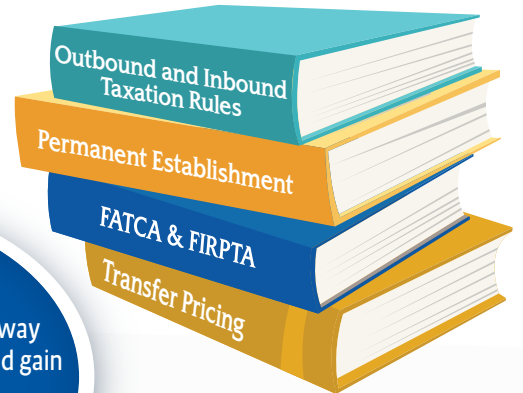 Outbound and Inbound
Taxation Rules
Permanent Establishment
FATCA & FIRPTA
Transfer Pricing
way
d gain